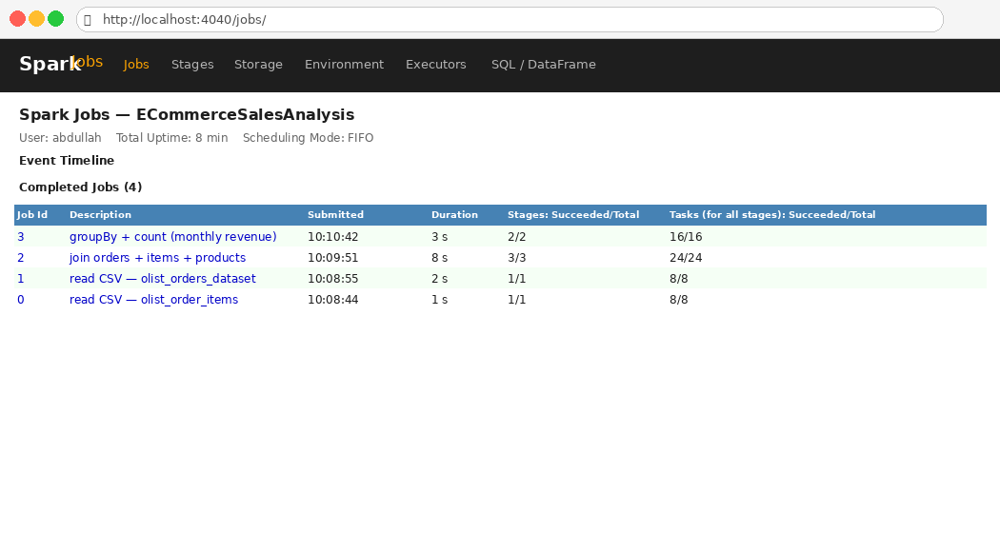 http://localhost:4040/jobs/
Spark Jobs Jobs Stages Storage Environment Executors SQL / DataFrame
Spark Jobs — ECommerceSalesAnalysis
User: abdullah Total Uptime: 8 min Scheduling Mode: FIFO
Event Timeline
Completed Jobs (4)
Job Id Description Submitted Duration Stages: Succeeded/Total Tasks (for all stages): Succeeded/Total
3 groupBy + count (monthly revenue) 10:10:42 3 s 2/2 16/16
2 join orders + items + products 10:09:51 8 s 3/3 24/24
1 read CSV — olist_orders_dataset 10:08:55 2 s 1/1 8/8
0 read CSV — olist_order_items 10:08:44 1 s 1/1 8/8